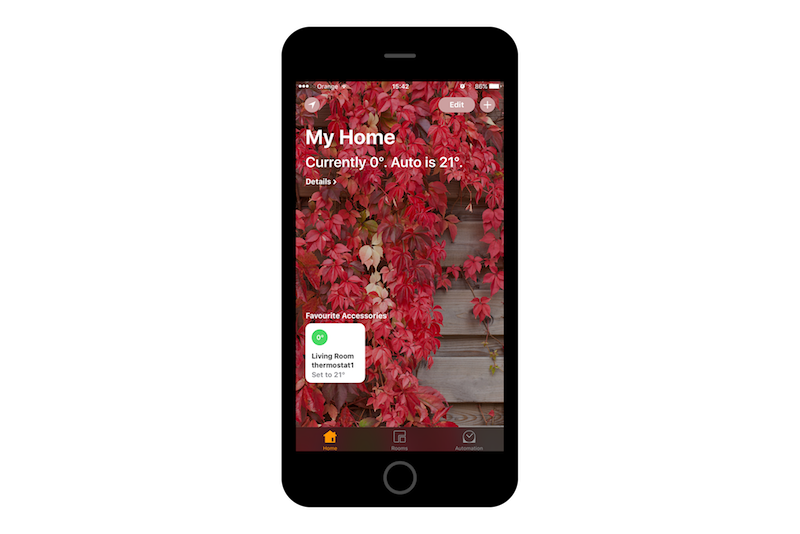 Orange 15:42 86%
Edit
My Home
Currently 0°. Auto is 21°.
Details
Favourite Accessories
0°
Living Room
thermostat1
Set to 21°
Home Rooms Automation